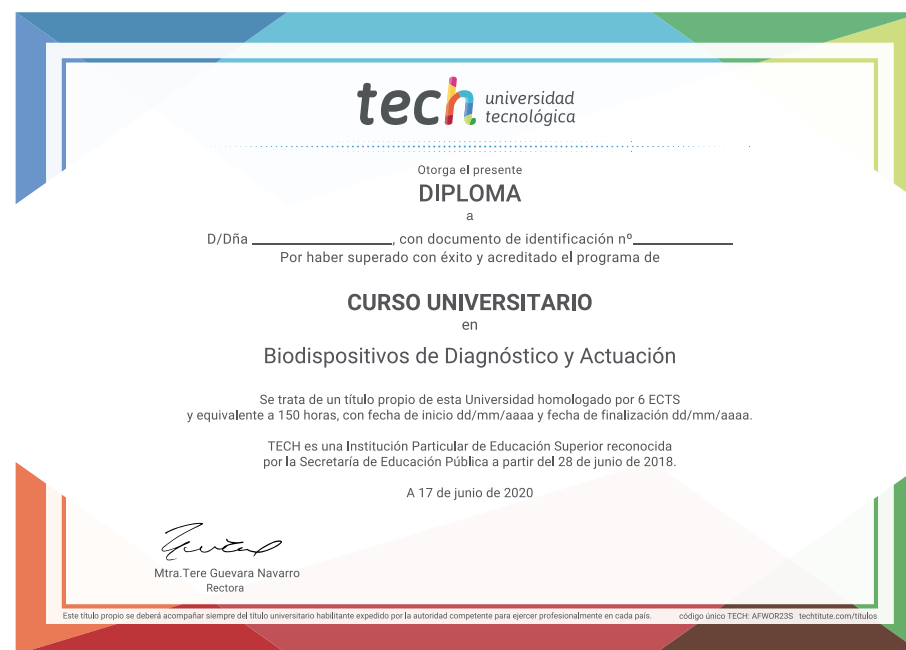 tech universidad
tecnológica
Otorga el presente
DIPLOMA
a
D/Dña ____________________, con documento de identificación nº______________
Por haber superado con éxito y acreditado el programa de
CURSO UNIVERSITARIO
en
Biodispositivos de Diagnóstico y Actuación
Se trata de un título propio de esta Universidad homologado por 6 ECTS
y equivalente a 150 horas, con fecha de inicio dd/mm/aaaa y fecha de finalización dd/mm/aaaa.
TECH es una Institución Particular de Educación Superior reconocida
por la Secretaría de Educación Pública a partir del 28 de junio de 2018.
A 17 de junio de 2020
Mtra.Tere Guevara Navarro
Rectora
Este título propio se deberá acompañar siempre del título universitario habilitante expedido por la autoridad competente para ejercer profesionalmente en cada país. código único TECH: AFWOR23S techtitute.com/titulos